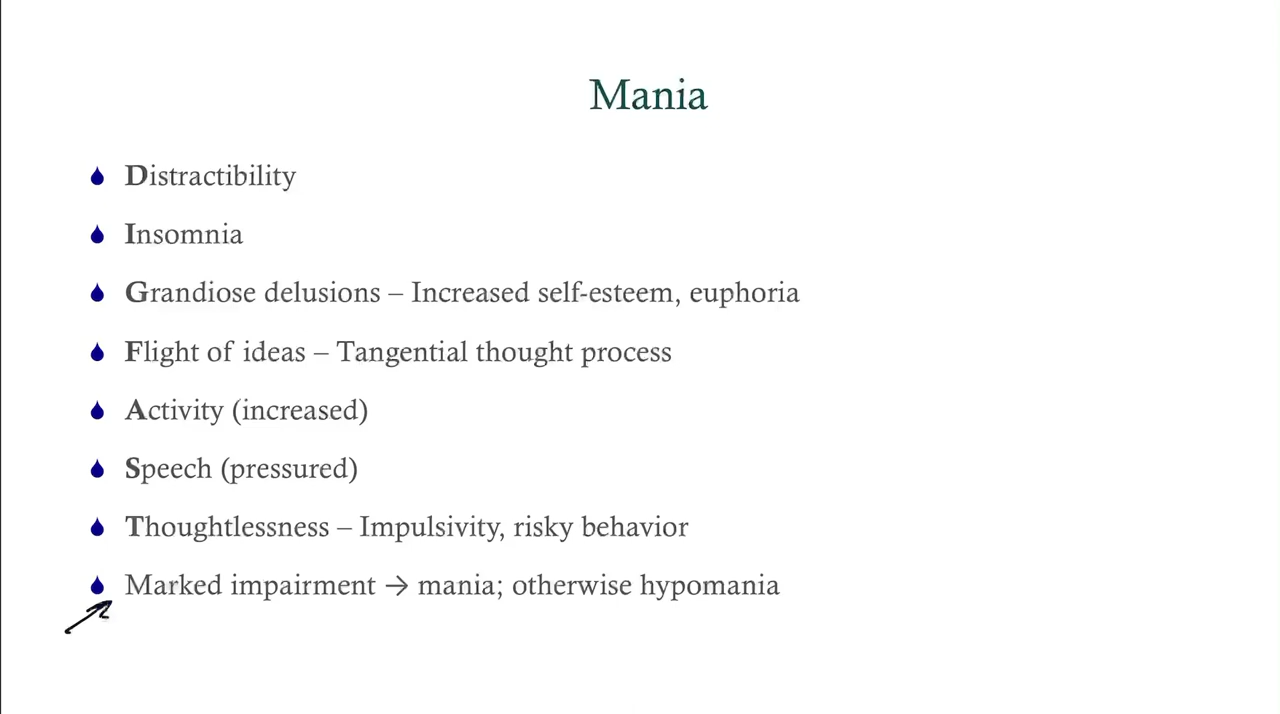 Mania
Distractibility
Insomnia
Grandiose delusions – Increased self-esteem, euphoria
Flight of ideas – Tangential thought process
Activity (increased)
Speech (pressured)
Thoughtlessness – Impulsivity, risky behavior
Marked impairment → mania; otherwise hypomania